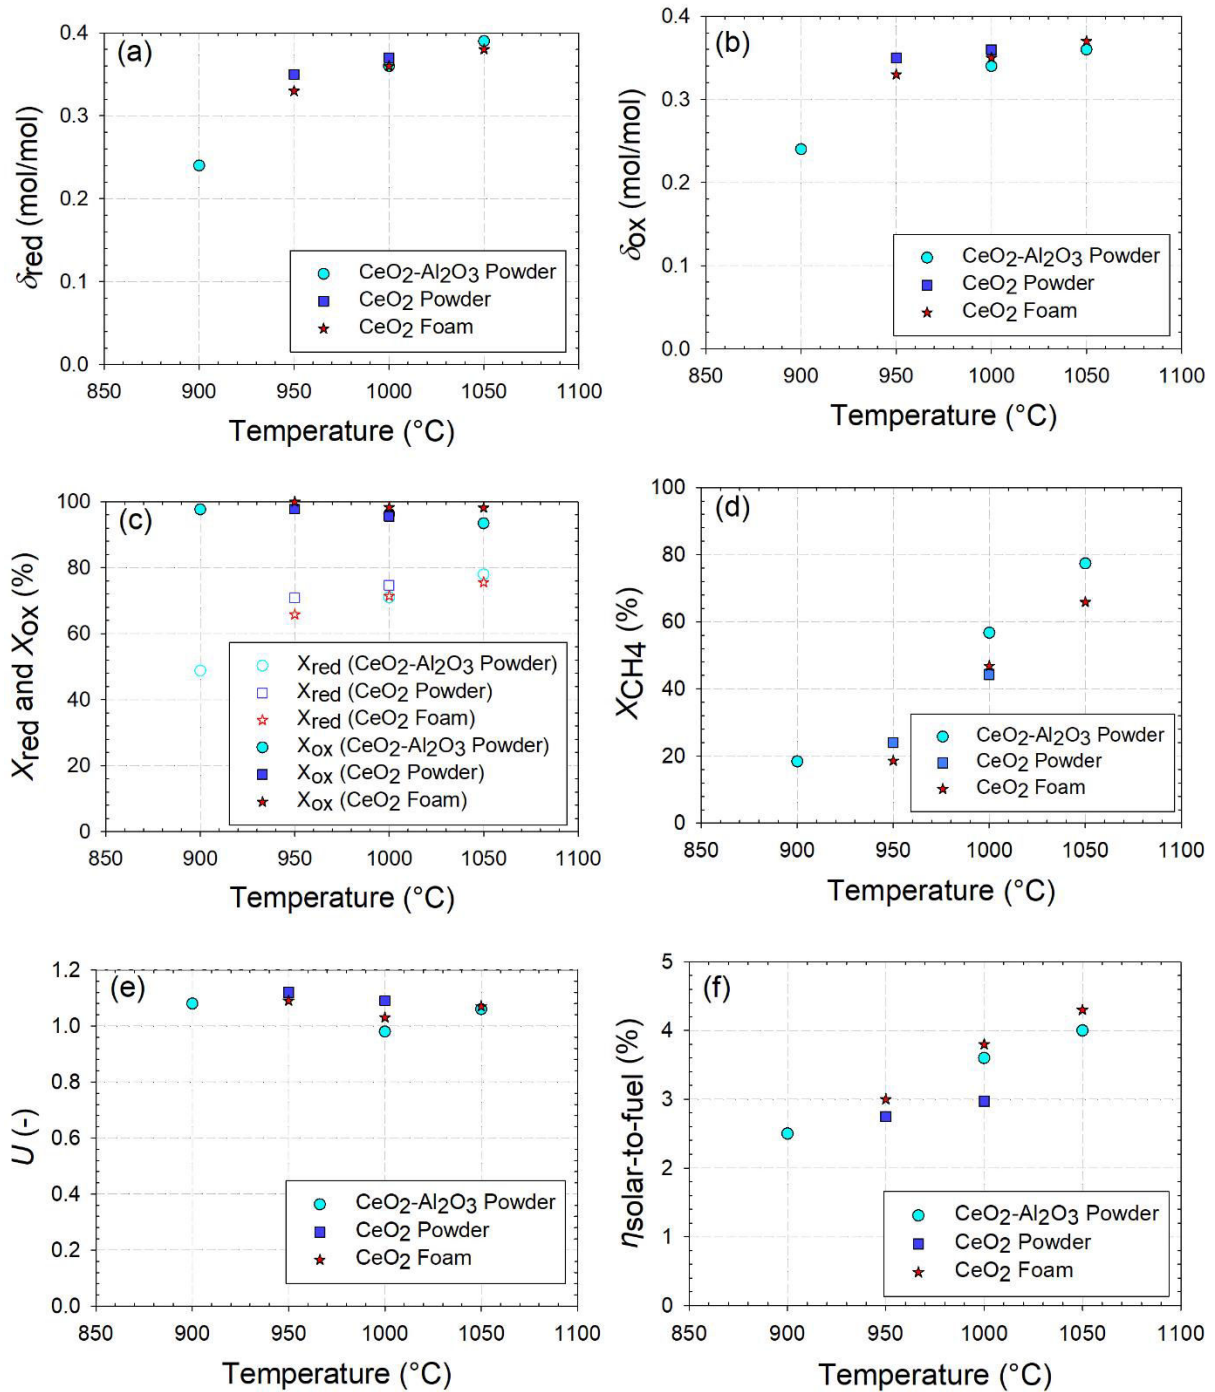 (a)
0.4
0.3
0.2
0.1
0.0
δred (mol/mol)
CeO2-Al2O3 Powder
CeO2 Powder
CeO2 Foam
850 900 950 1000 1050 1100
Temperature (°C)
(b)
0.4
0.3
0.2
0.1
0.0
δox (mol/mol)
CeO2-Al2O3 Powder
CeO2 Powder
CeO2 Foam
850 900 950 1000 1050 1100
Temperature (°C)
(c)
100
80
60
40
20
0
Xred and Xox (%)
Xred (CeO2-Al2O3 Powder)
Xred (CeO2 Powder)
Xred (CeO2 Foam)
Xox (CeO2-Al2O3 Powder)
Xox (CeO2 Powder)
Xox (CeO2 Foam)
850 900 950 1000 1050 1100
Temperature (°C)
(d)
100
80
60
40
20
0
XCH4 (%)
CeO2-Al2O3 Powder
CeO2 Powder
CeO2 Foam
850 900 950 1000 1050 1100
Temperature (°C)
(e)
1.2
1.0
0.8
0.6
0.4
0.2
0.0
U (-)
CeO2-Al2O3 Powder
CeO2 Powder
CeO2 Foam
850 900 950 1000 1050 1100
Temperature (°C)
(f)
5
4
3
2
1
0
ηsolar-to-fuel (%)
CeO2-Al2O3 Powder
CeO2 Powder
CeO2 Foam
850 900 950 1000 1050 1100
Temperature (°C)